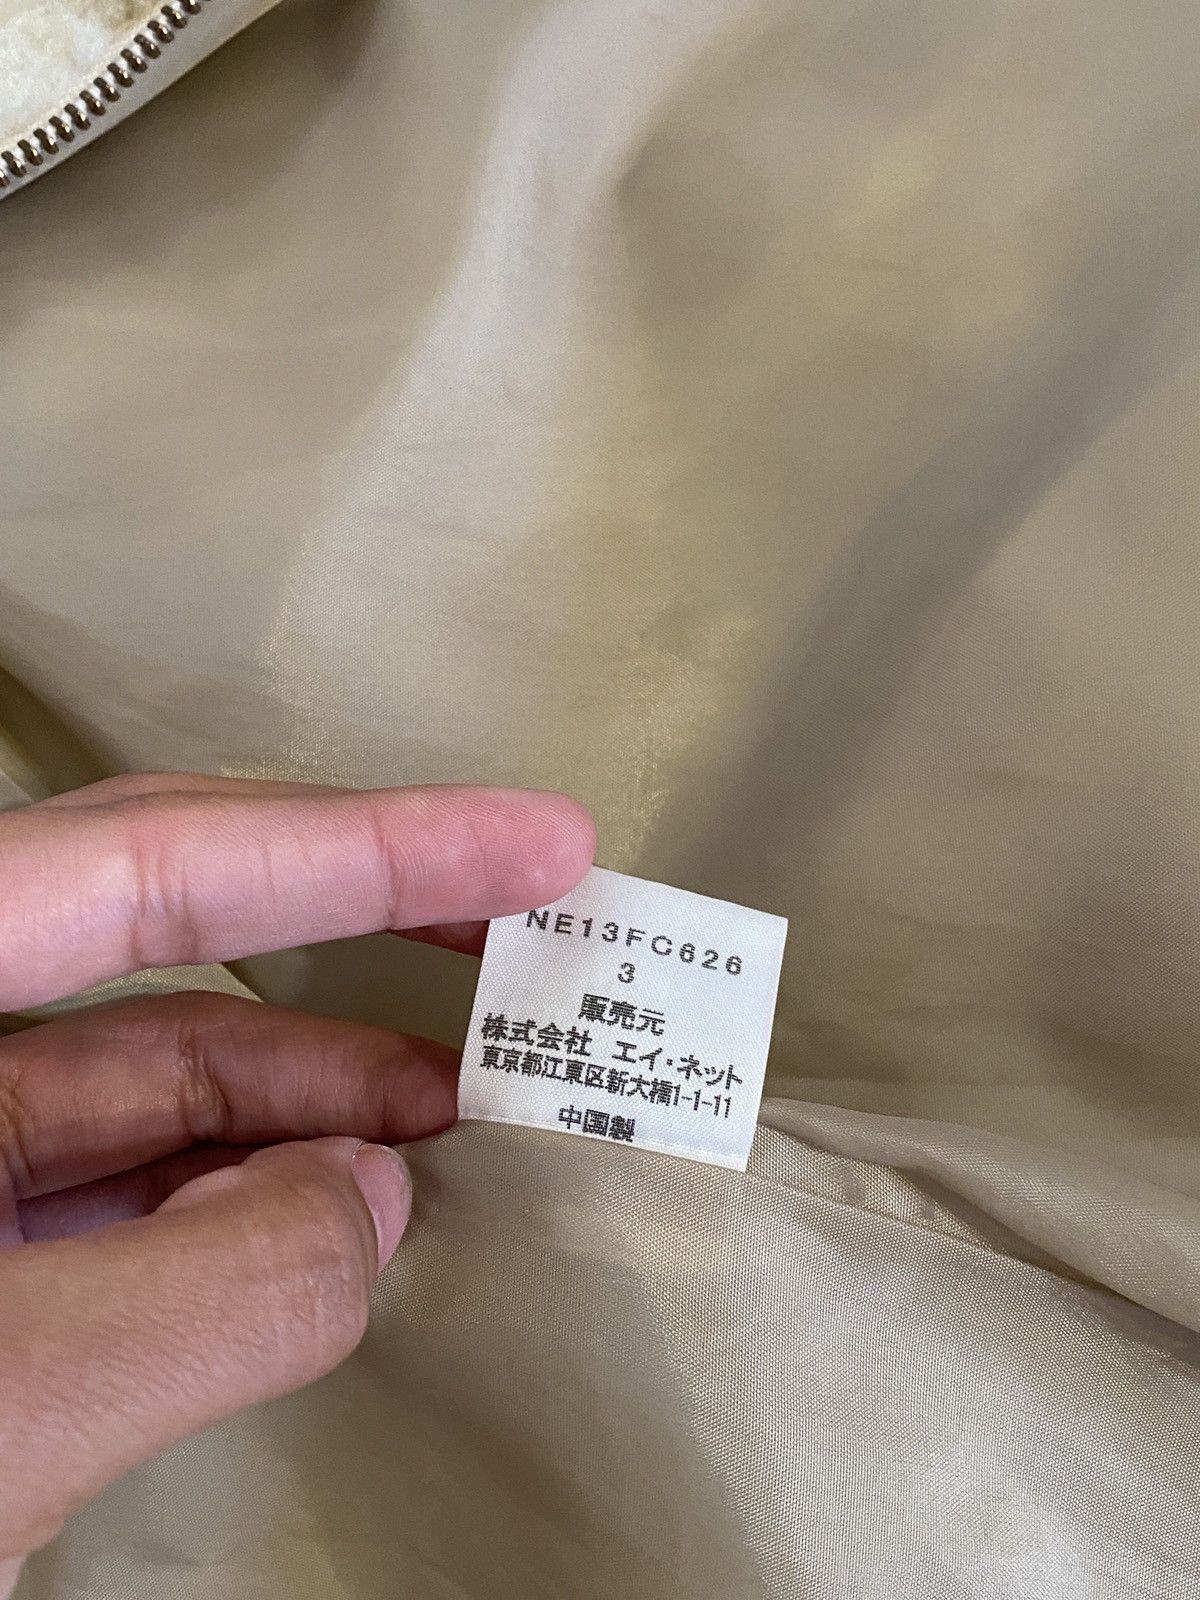 NE13FC626
3
販売元
株式会社 エイ・ネット
東京都江東区新大橋1-1-11
中国製